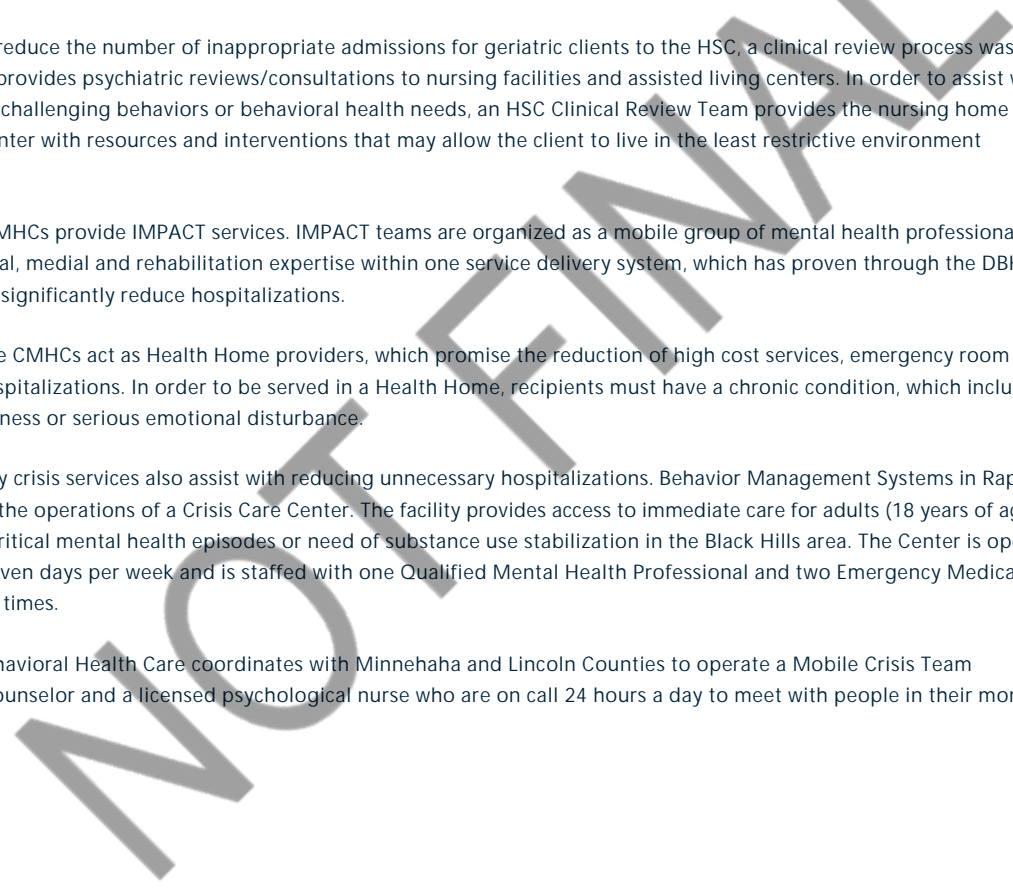 reduce the number of inappropriate admissions for geriatric clients to the HSC, a clinical review process was
provides psychiatric reviews/consultations to nursing facilities and assisted living centers. In order to assist
challenging behaviors or behavioral health needs, an HSC Clinical Review Team provides the nursing home
nter with resources and interventions that may allow the client to live in the least restrictive environment
MHCs provide IMPACT services. IMPACT teams are organized as a mobile group of mental health professiona
al, medial and rehabilitation expertise within one service delivery system, which has proven through the DBH
significantly reduce hospitalizations.
e CMHCs act as Health Home providers, which promise the reduction of high cost services, emergency room
spitalizations. In order to be served in a Health Home, recipients must have a chronic condition, which inclu
ness or serious emotional disturbance.
y crisis services also assist with reducing unnecessary hospitalizations. Behavior Management Systems in Rap
the operations of a Crisis Care Center. The facility provides access to immediate care for adults (18 years of ag
ritical mental health episodes or need of substance use stabilization in the Black Hills area. The Center is ope
ven days per week and is staffed with one Qualified Mental Health Professional and two Emergency Medica
times.
havioral Health Care coordinates with Minnehaha and Lincoln Counties to operate a Mobile Crisis Team
ounselor and a licensed psychological nurse who are on call 24 hours a day to meet with people in their mom
NOT FINAL